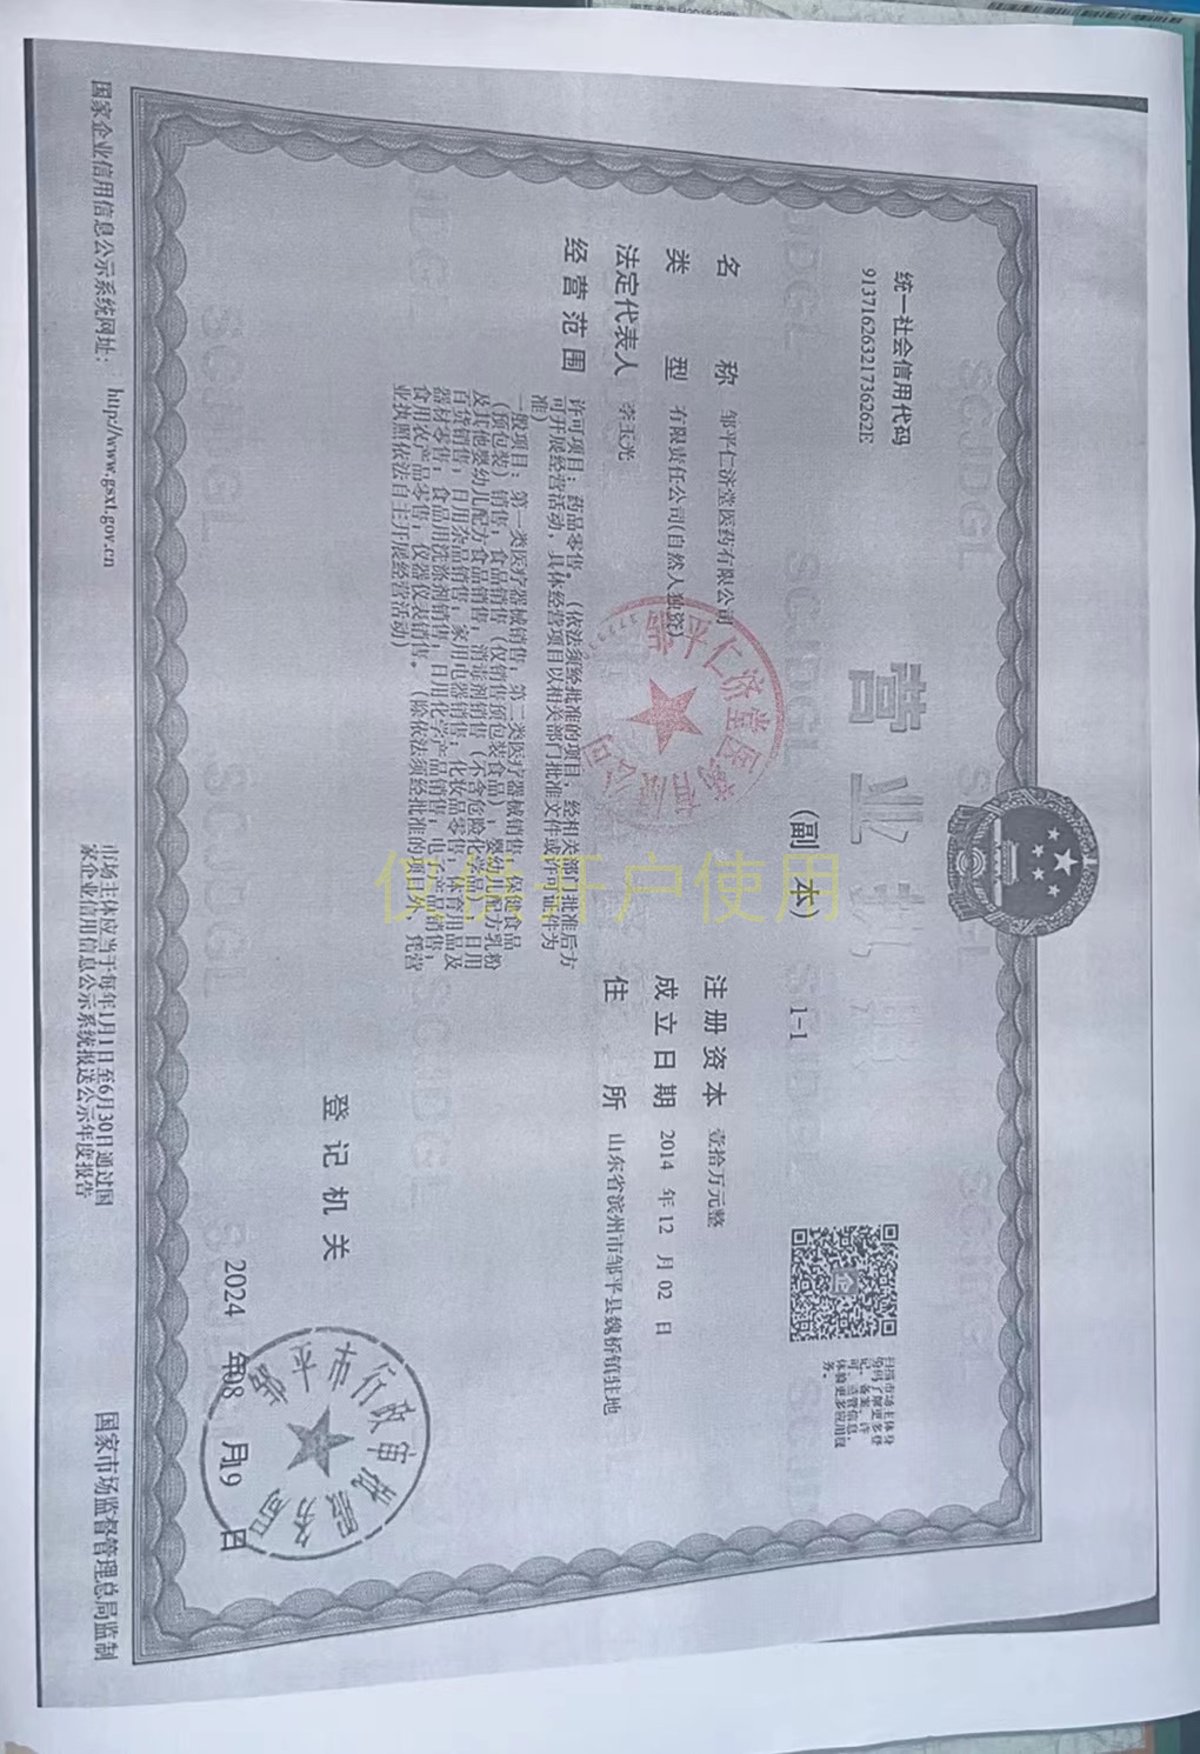 统一社会信用代码
91371626321736262E
营业执照
(副本)
1-1
扫描市场主体身
份码了解更多登
记、备案、许
可、监管信息，
体验更多应用服
务。
名称 邹平仁济堂医药有限公司
类型 有限责任公司(自然人独资)
法定代表人 李玉光
经营范围 许可项目：药品零售。（依法须经批准的项目，经相关部门批准后方
可开展经营活动，具体经营项目以相关部门批准文件或许可证件为
准）
一般项目：第一类医疗器械销售；第二类医疗器械销售；保健食品
（预包装）销售；食品销售（仅销售预包装食品）；婴幼儿配方乳粉
及其他婴幼儿配方食品销售；消毒剂销售（不含危险化学品）；日用
百货销售；日用杂品销售；家用电器销售；化妆品零售；体育用品及
器材零售；食品用洗涤剂销售；日用化学产品销售；电子产品销售；
食用农产品零售；仪器仪表销售。（除依法须经批准的项目外，凭营
业执照依法自主开展经营活动）
注册资本 壹拾万元整
成立日期 2014 年 12 月 02 日
住所 山东省滨州市邹平县魏桥镇驻地
邹平仁济堂医药有限公司
仅供开户使用
登记机关
邹平市行政审批服务局
2024 年08 月19 日
国家企业信用信息公示系统网址： http://www.gsxt.gov.cn
市场主体应当于每年1月1日至6月30日通过国
家企业信用信息公示系统报送公示年度报告
国家市场监督管理总局监制